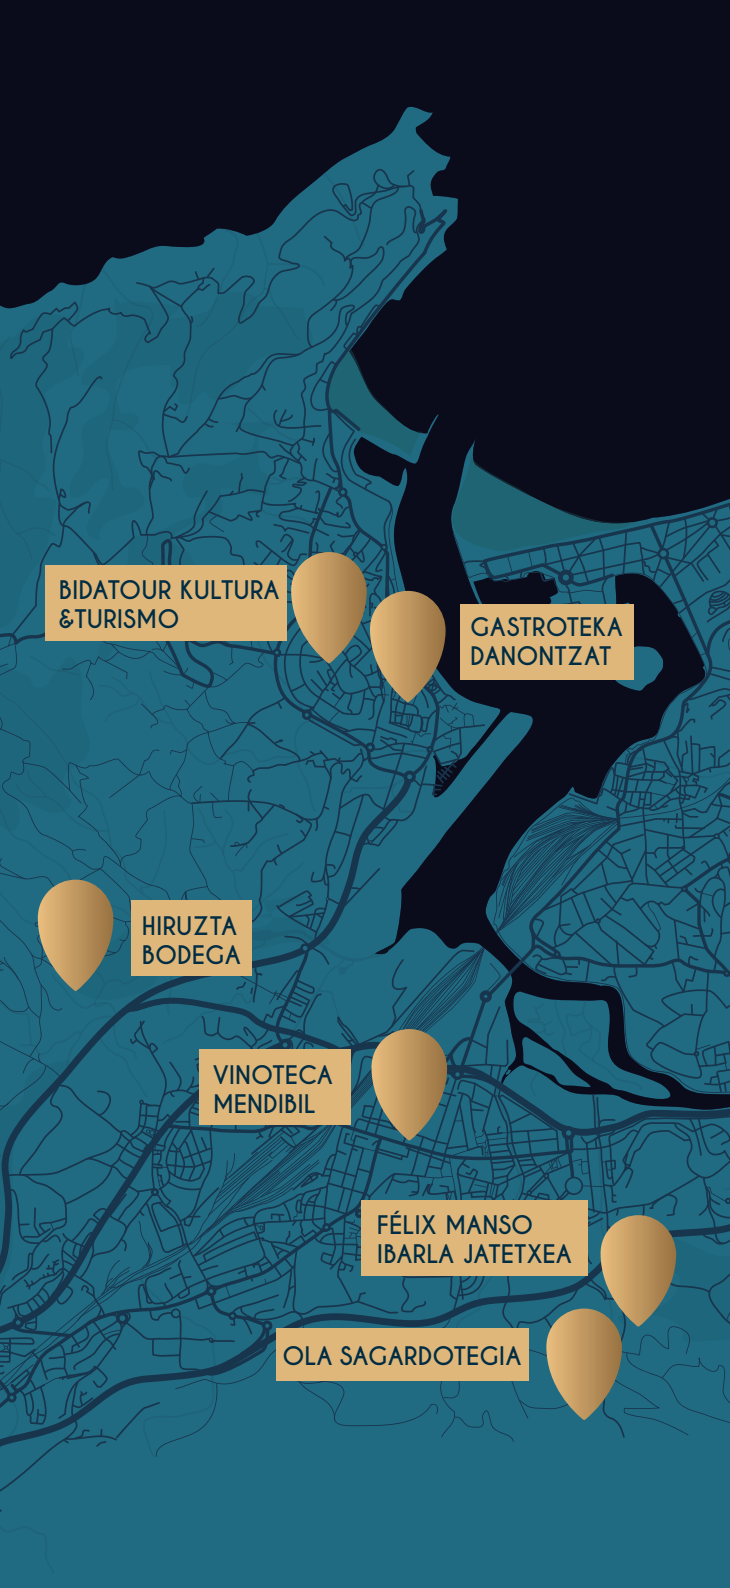 BIDATOUR KULTURA
&TURISMO
GASTROTEKA
DANONTZAT
HIRUZTA
BODEGA
VINOTECA
MENDIBIL
FÉLIX MANSO
IBARLA JATETXEA
OLA SAGARDOTEGIA